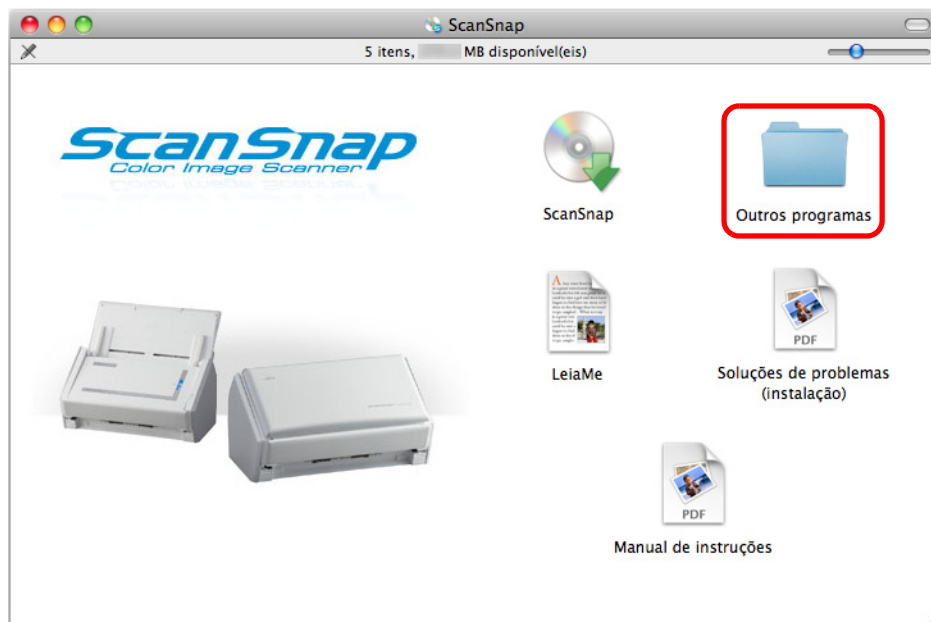 ScanSnap
5 itens, MB disponível(eis)
ScanSnap
Color Image Scanner
ScanSnap
Outros programas
LeiaMe
PDF
Soluções de problemas
(instalação)
PDF
Manual de instruções